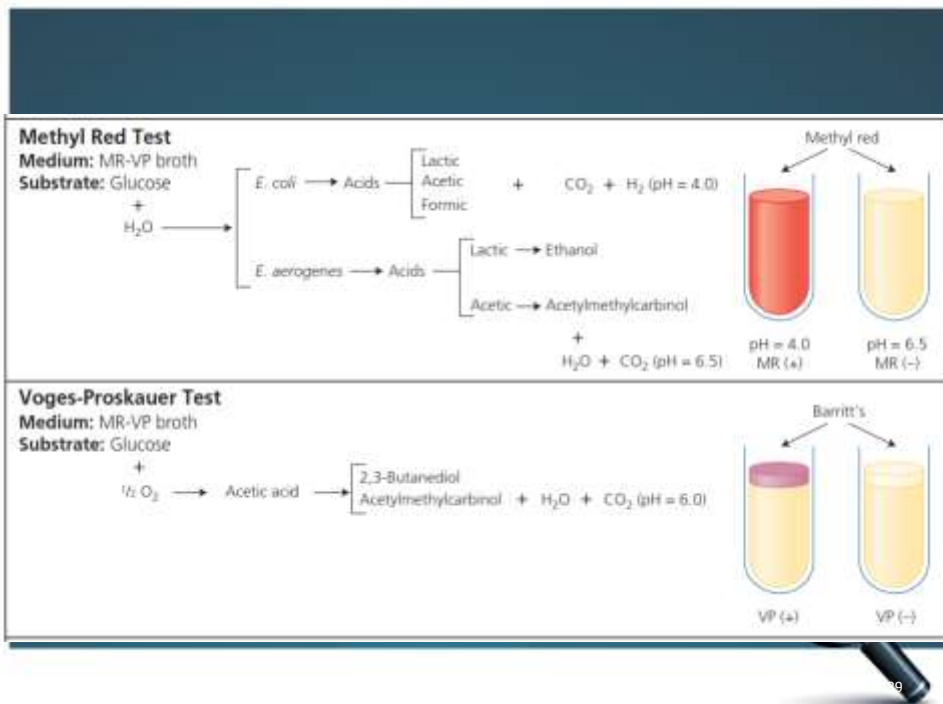 Methyl Red Test
Medium: MR-VP broth
Substrate: Glucose
+
H₂O
E. coli → Acids
Lactic
Acetic
Formic
+ CO₂ + H₂ (pH = 4.0)
E. aerogenes → Acids
Lactic → Ethanol
Acetic → Acetylmethylcarbinol
+
H₂O + CO₂ (pH = 6.5)
Methyl red
pH = 4.0
MR (+)
pH = 6.5
MR (–)
Voges-Proskauer Test
Medium: MR-VP broth
Substrate: Glucose
+
½ O₂ → Acetic acid →
2,3-Butanediol
Acetylmethylcarbinol + H₂O + CO₂ (pH = 6.0)
Barritt's
VP (+)
VP (–)